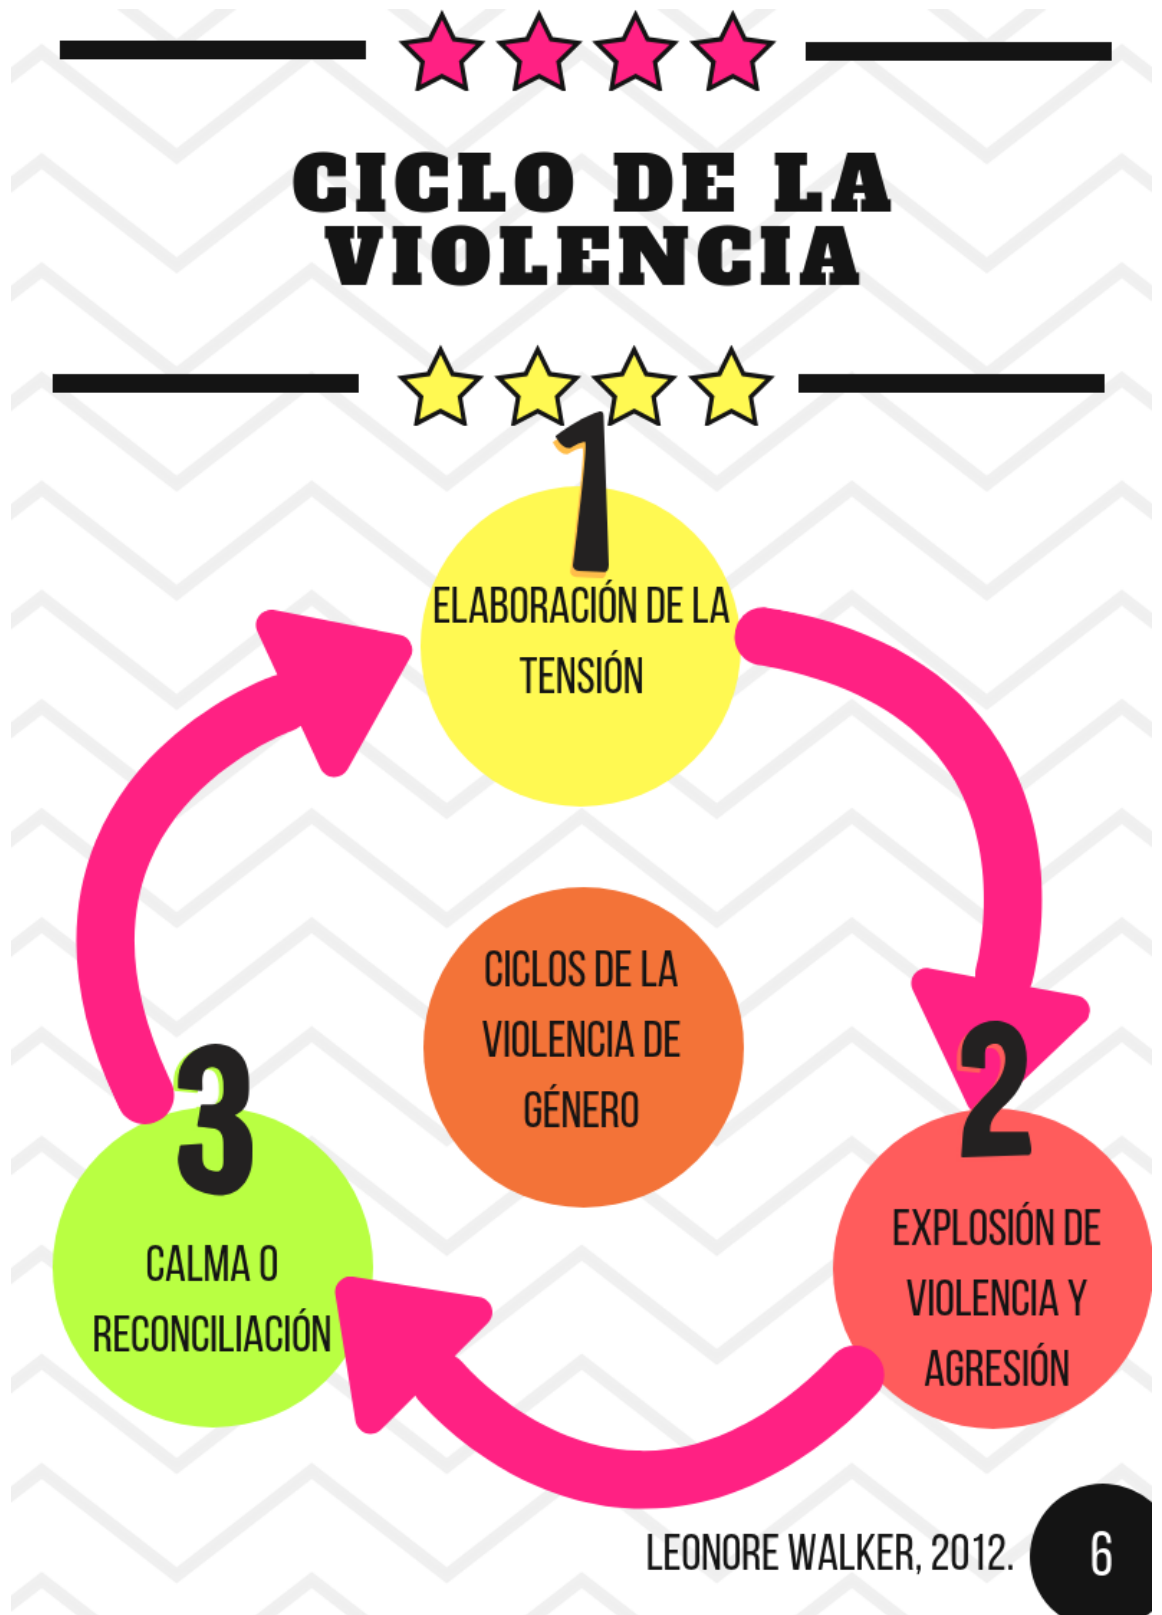 CICLO DE LA
VIOLENCIA
1
ELABORACIÓN DE LA
TENSIÓN
CICLOS DE LA
VIOLENCIA DE
GÉNERO
2
EXPLOSIÓN DE
VIOLENCIA Y
AGRESIÓN
3
CALMA O
RECONCILIACIÓN
LEONORE WALKER, 2012.
6